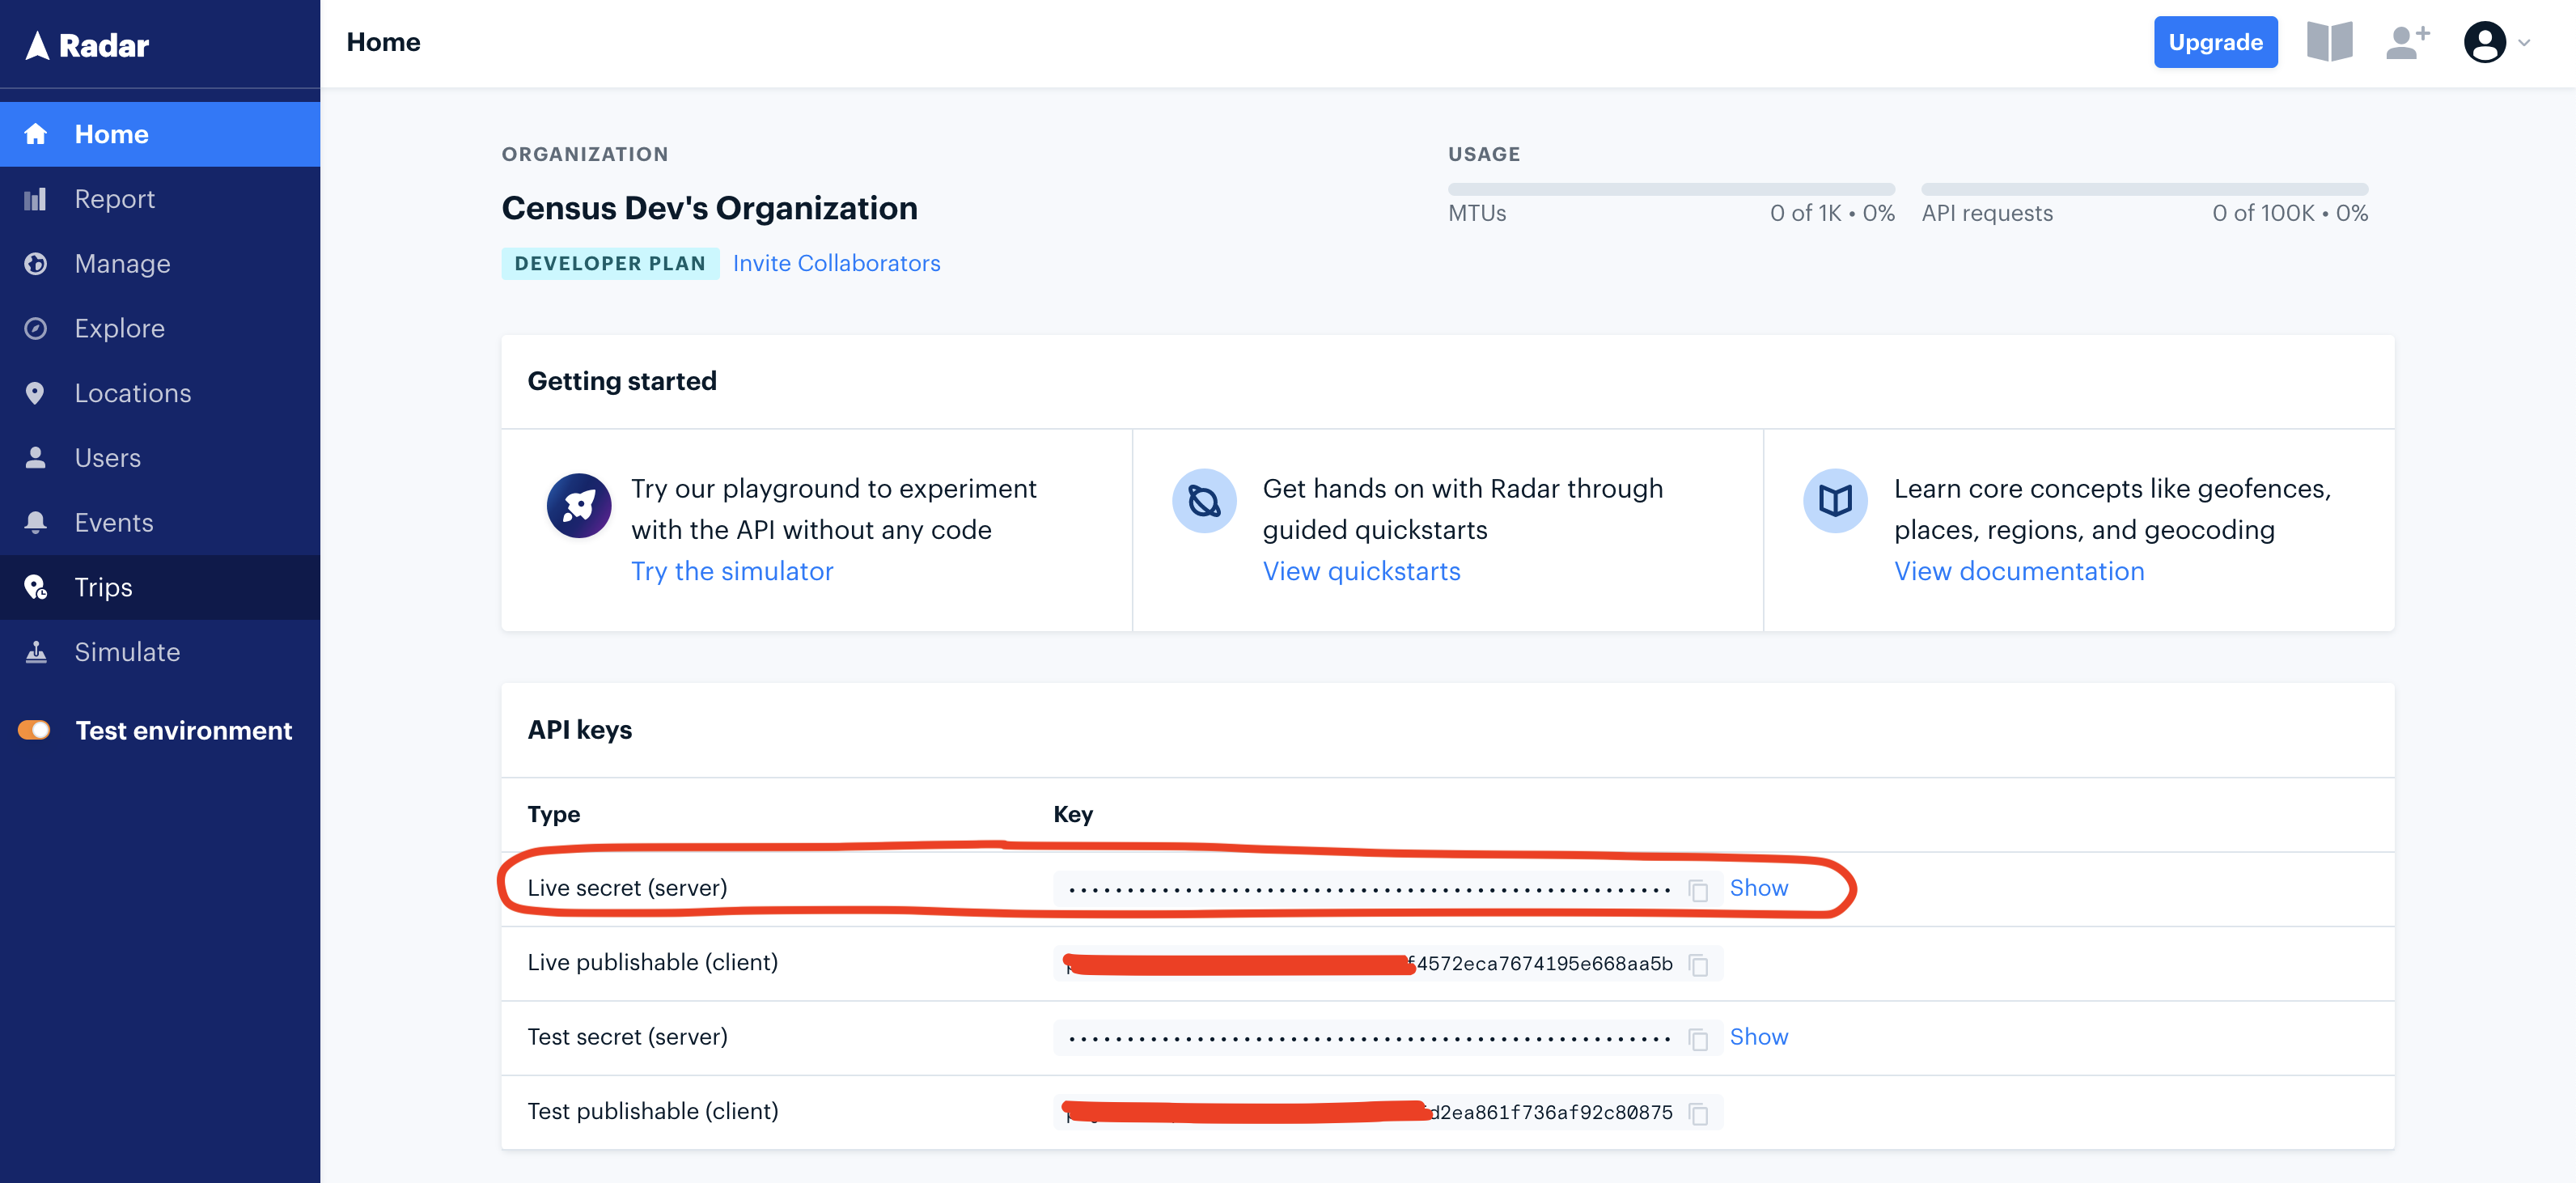 Radar
Home
Upgrade
Home
Report
Manage
Explore
Locations
Users
Events
Trips
Simulate
Test environment
ORGANIZATION
Census Dev's Organization
DEVELOPER PLAN Invite Collaborators
USAGE
MTUs 0 of 1K • 0%
API requests 0 of 100K • 0%
Getting started
Try our playground to experiment
with the API without any code
Try the simulator
Get hands on with Radar through
guided quickstarts
View quickstarts
Learn core concepts like geofences,
places, regions, and geocoding
View documentation
API keys
Type Key
Live secret (server) Show
Live publishable (client) f4572eca7674195e668aa5b
Test secret (server) Show
Test publishable (client) d2ea861f736af92c80875